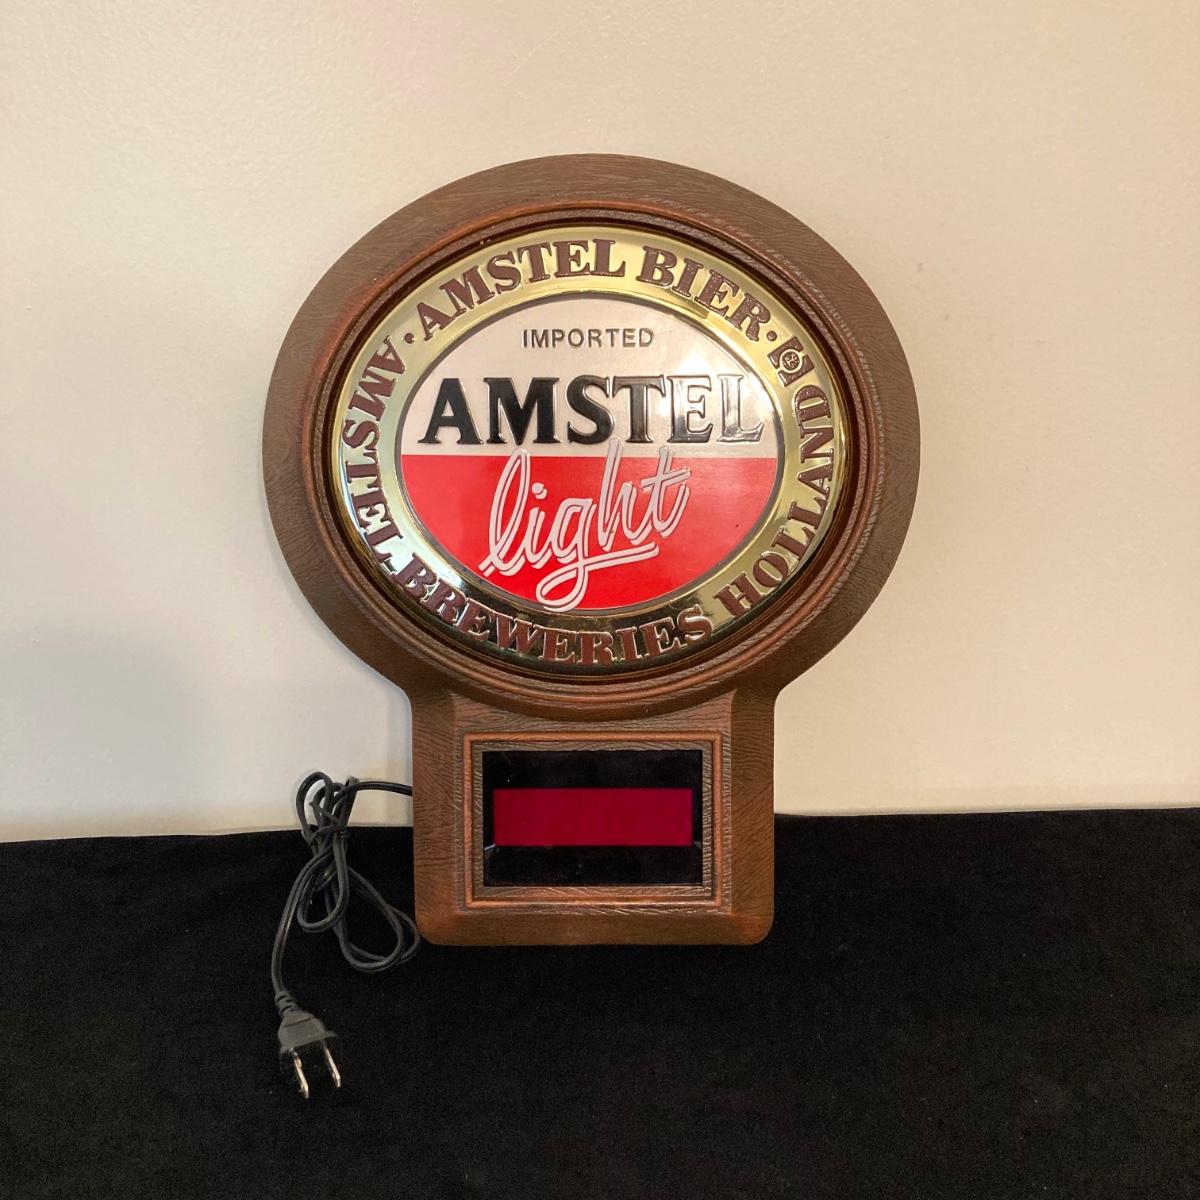 · AMSTEL BIER ·
HOLLAND
AMSTEL BREWERIES
IMPORTED
AMSTEL
light